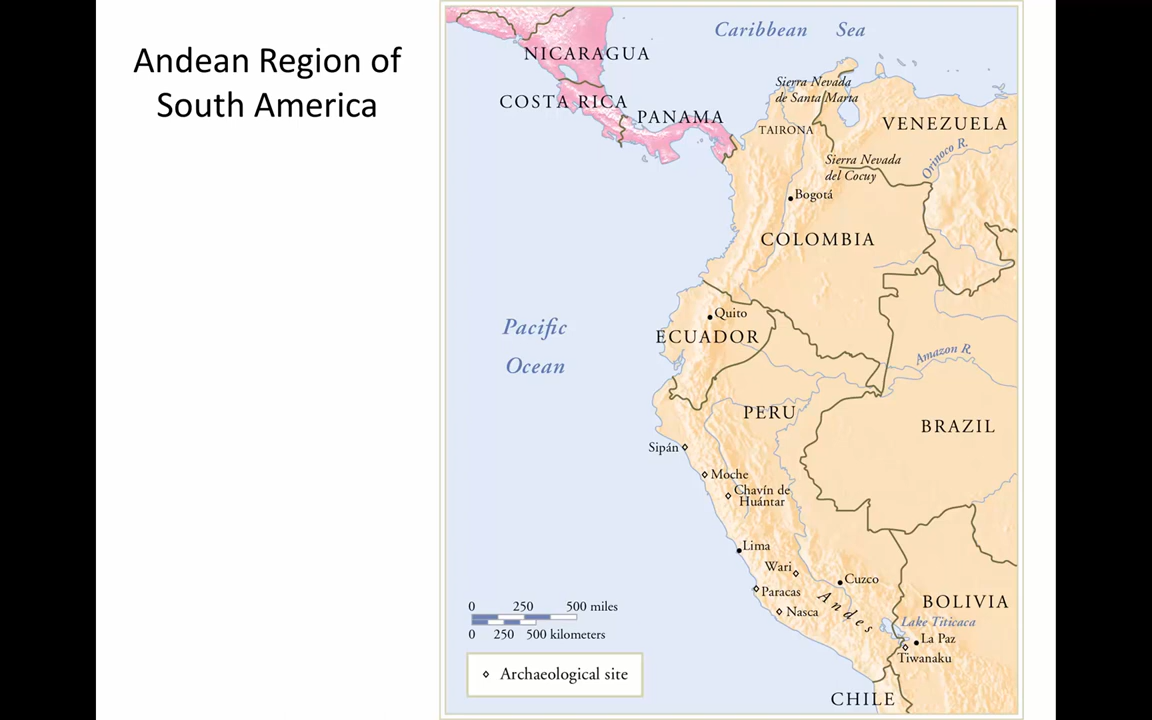 Andean Region of
South America
Caribbean Sea
NICARAGUA
Sierra Nevada
de Santa Marta
COSTA RICA
PANAMA
TAIRONA
VENEZUELA
Orinoco R.
Sierra Nevada
del Cocuy
Bogotá
COLOMBIA
Pacific
Ocean
Quito
ECUADOR
Amazon R.
PERU
BRAZIL
Sipán
Moche
Chavín de
Huántar
Lima
Wari
Cuzco
Paracas
Andes
Nasca
BOLIVIA
Lake Titicaca
La Paz
Tiwanaku
CHILE
0 250 500 miles
0 250 500 kilometers
Archaeological site